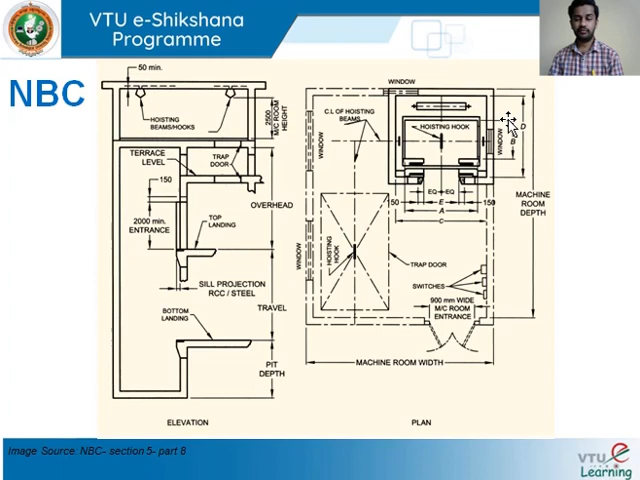 VTU e-Shikshana
Programme
NBC
50 min.
HOISTING
BEAMS/HOOKS
2500
M/C ROOM
HEIGHT
TERRACE
LEVEL
TRAP
DOOR
150
OVERHEAD
2000 min.
ENTRANCE
TOP
LANDING
SILL PROJECTION
RCC / STEEL
TRAVEL
BOTTOM
LANDING
PIT
DEPTH
ELEVATION
WINDOW
C.L OF HOISTING
BEAMS
HOISTING HOOK
WINDOW
WINDOW
B
D
EQ
EQ
50
E
150
A
C
MACHINE
ROOM
DEPTH
WINDOW
HOISTING
HOOK
TRAP DOOR
SWITCHES
900 mm WIDE
M/C ROOM
ENTRANCE
MACHINE ROOM WIDTH
PLAN
Image Source: NBC- section 5- part 8
VTU e
Learning